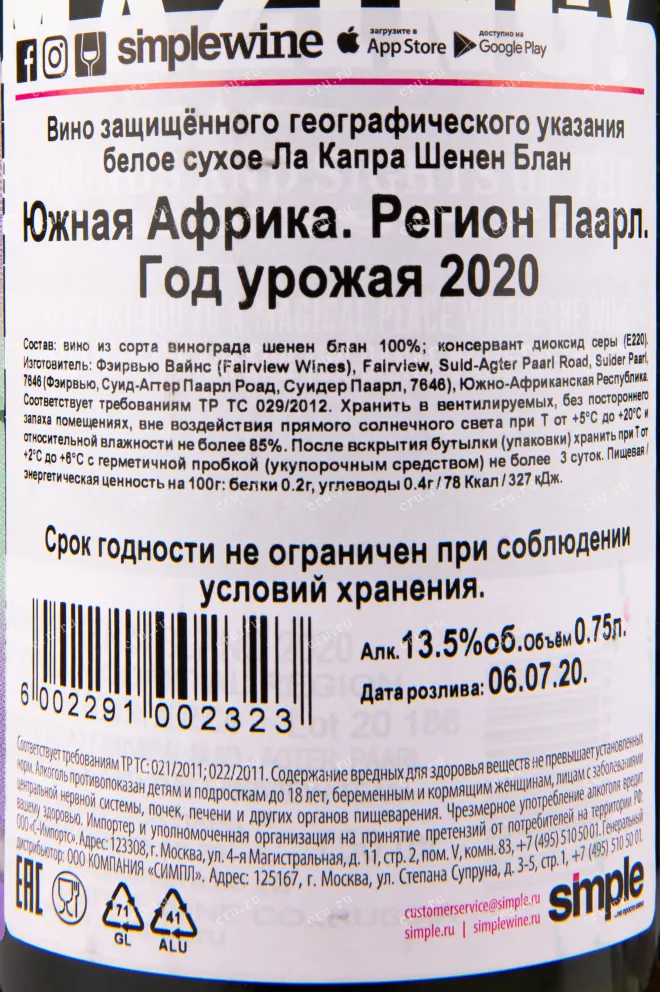 simplewine загрузите в App Store доступно на Google Play
Вино защищённого географического указания
белое сухое Ла Капра Шенен Блан
Южная Африка. Регион Паарл.
Год урожая 2020
Состав: вино из сорта винограда шенен блан 100%; консервант диоксид серы (E220).
Изготовитель: Фэирвью Вайнс (Fairview Wines), Fairview, Suid-Agter Paarl Road, Suider Paarl,
7646 (Фэирвью, Суид-Аггер Паарл Роад, Суидер Паарл, 7646), Южно-Африканская Республика.
Соответствует требованиям ТР ТС 029/2012. Хранить в вентилируемых, без постороннего
запаха помещениях, вне воздействия прямого солнечного света при Т от +5°С до +20°С и
относительной влажности не более 85%. После вскрытия бутылки (упаковки) хранить при Т от
+2°С до +6°С с герметичной пробкой (укупорочным средством) не более 3 суток. Пищевая /
энергетическая ценность на 100г: белки 0.2г, углеводы 0.4г / 78 Ккал / 327 кДж.
Срок годности не ограничен при соблюдении
условий хранения.
Алк. 13.5%об. объём 0.75л.
Дата розлива: 06.07.20.
6 002291 002323
Соответствует требованиям ТР ТС: 021/2011; 022/2011. Содержание вредных для здоровья веществ не превышает установленных
норм. Алкоголь противопоказан детям и подросткам до 18 лет, беременным и кормящим женщинам, лицам с заболеваниями
центральной нервной системы, почек, печени и других органов пищеварения. Чрезмерное употребление алкоголя вредит
вашему здоровью. Импортер и уполномоченная организация на принятие претензий от потребителей на территории РФ:
ООО «С-Импортс». Адрес: 123308, г. Москва, ул. 4-я Магистральная, д. 11, стр. 2, пом. V, комн. 83, +7 (495) 510 50 01. Генеральный
дистрибьютор: ООО КОМПАНИЯ «СИМПЛ». Адрес: 125167, г. Москва, ул. Степана Супруна, д. 3-5, стр. 1, +7 (495) 510 50 01.
EAC
71
GL
41
ALU
customerservice@simple.ru
simple.ru | simplewine.ru
simple
...не просто вино